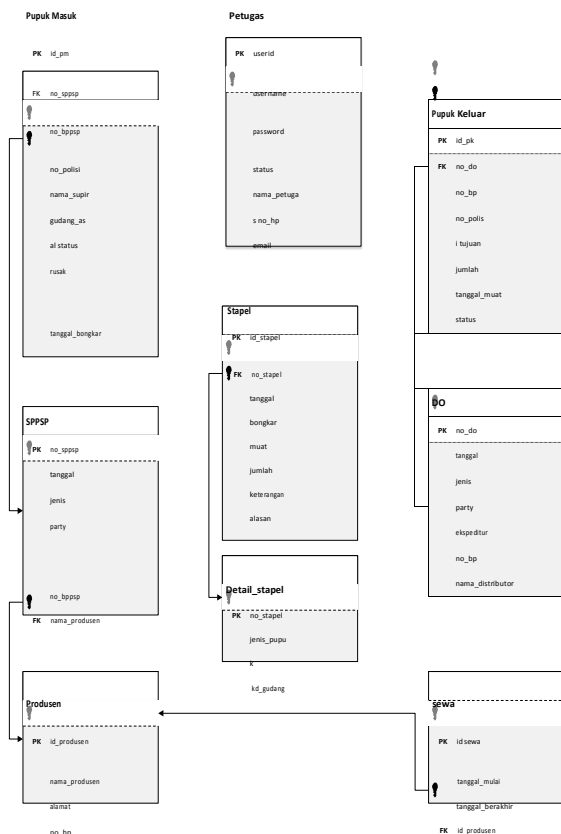 Pupuk Masuk
PK id_pm
FK no_sppsp
no_bppsp
no_polisi
nama_supir
gudang_as
al status
rusak
tanggal_bongkar
SPPSP
PK no_sppsp
tanggal
jenis
party
no_bppsp
FK nama_produsen
Produsen
PK id_produsen
nama_produsen
alamat
no_hp
Petugas
PK userid
username
password
status
nama_petuga
s no_hp
email
Stapel
PK id_stapel
FK no_stapel
tanggal
bongkar
muat
jumlah
keterangan
alasan
Detail_stapel
PK no_stapel
jenis_pupu
k
kd_gudang
Pupuk Keluar
PK id_pk
FK no_do
no_bp
no_polis
i tujuan
jumlah
tanggal_muat
status
DO
PK no_do
tanggal
jenis
party
ekspeditur
no_bp
nama_distributor
sewa
PK idsewa
tanggal_mulai
tanggal_berakhir
FK id_produsen